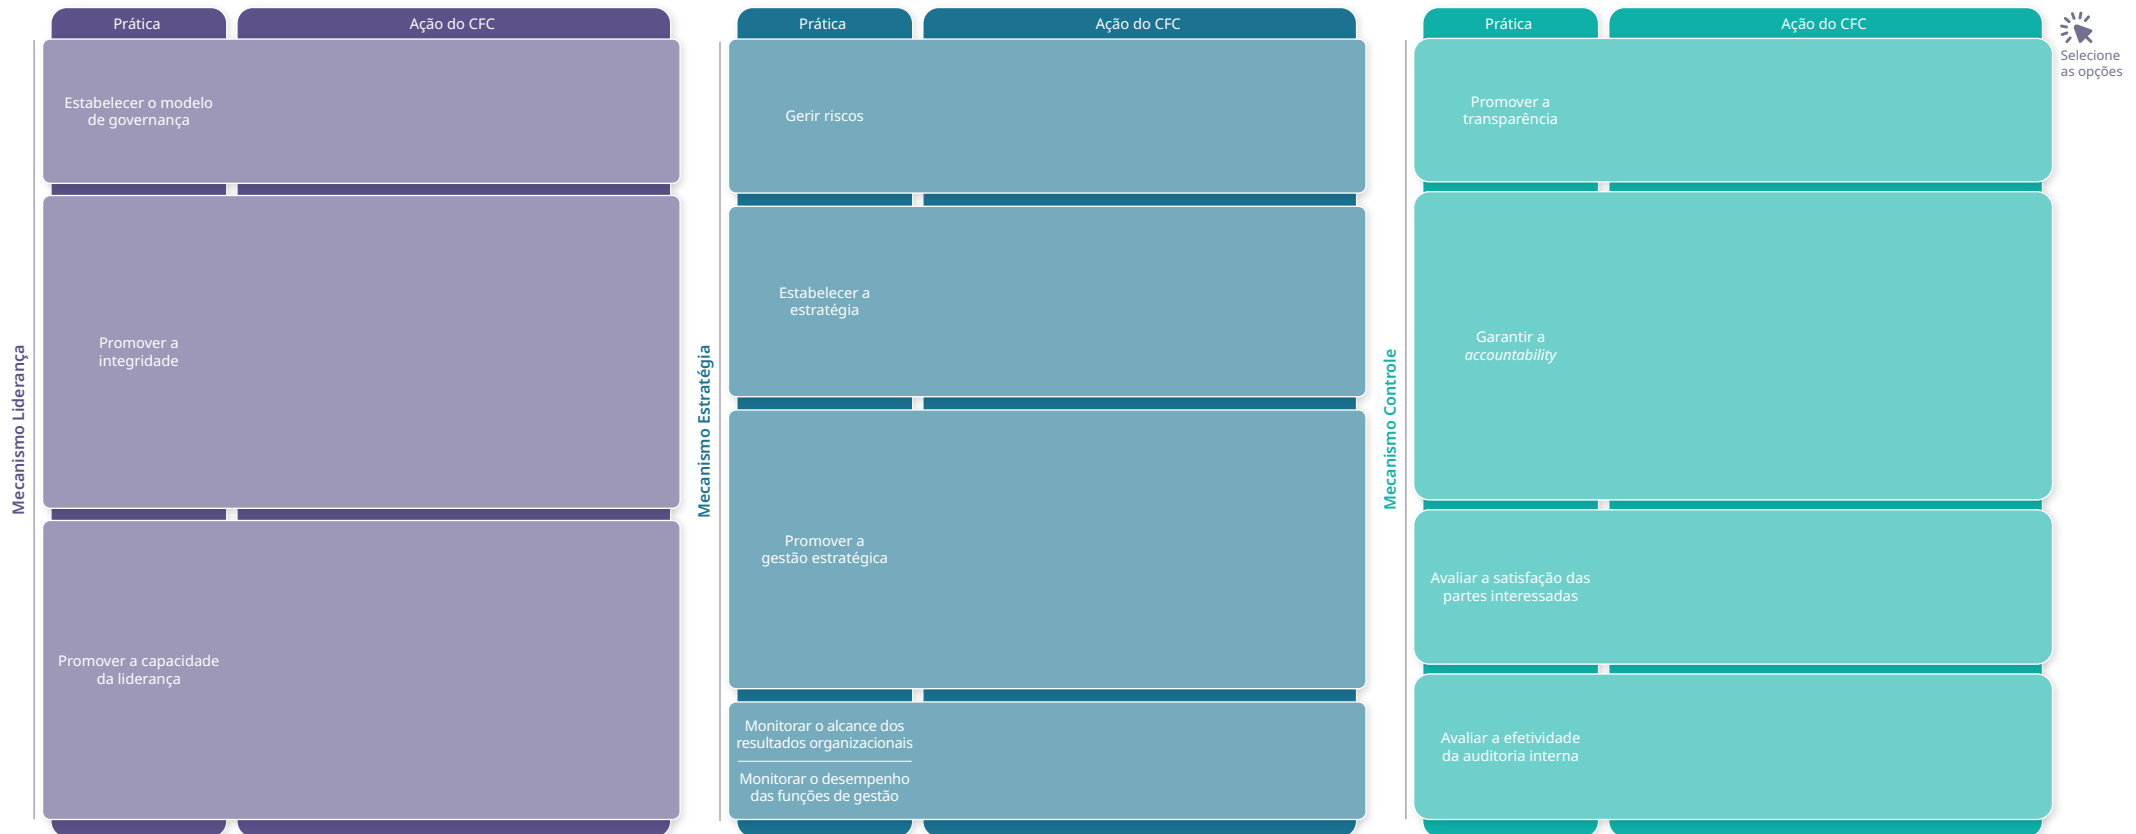 Mecanismo Liderança
Prática
Ação do CFC
Estabelecer o modelo
de governança
Promover a
integridade
Promover a capacidade
da liderança
Mecanismo Estratégia
Prática
Ação do CFC
Gerir riscos
Estabelecer a
estratégia
Promover a
gestão estratégica
Monitorar o alcance dos
resultados organizacionais
Monitorar o desempenho
das funções de gestão
Mecanismo Controle
Prática
Ação do CFC
Promover a
transparência
Garantir a
accountability
Avaliar a satisfação das
partes interessadas
Avaliar a efetividade
da auditoria interna
Selecione
as opções